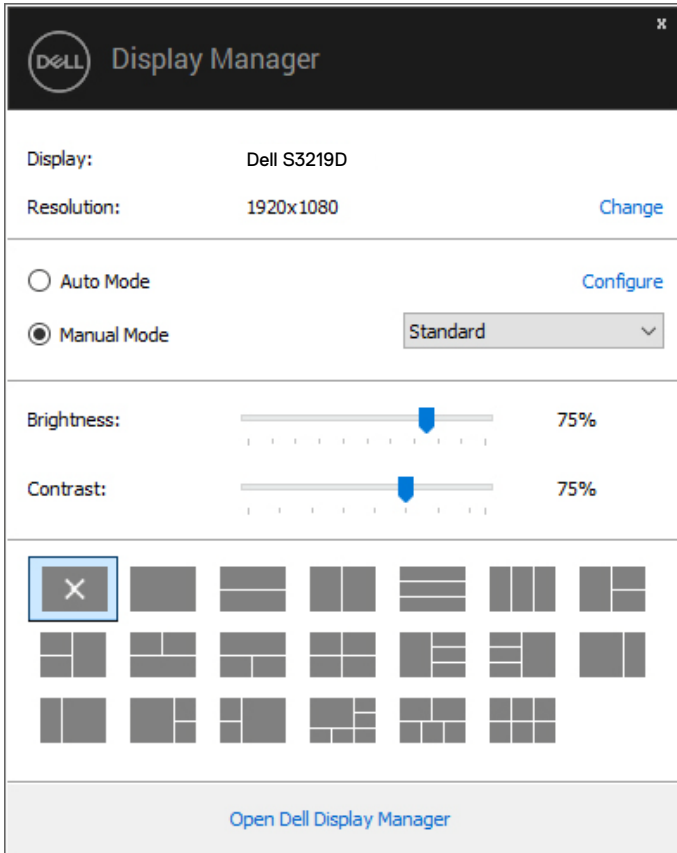 x
DELL Display Manager
Display: Dell S3219D
Resolution: 1920x1080 Change
Auto Mode Configure
Manual Mode Standard
Brightness: 75%
Contrast: 75%
Open Dell Display Manager